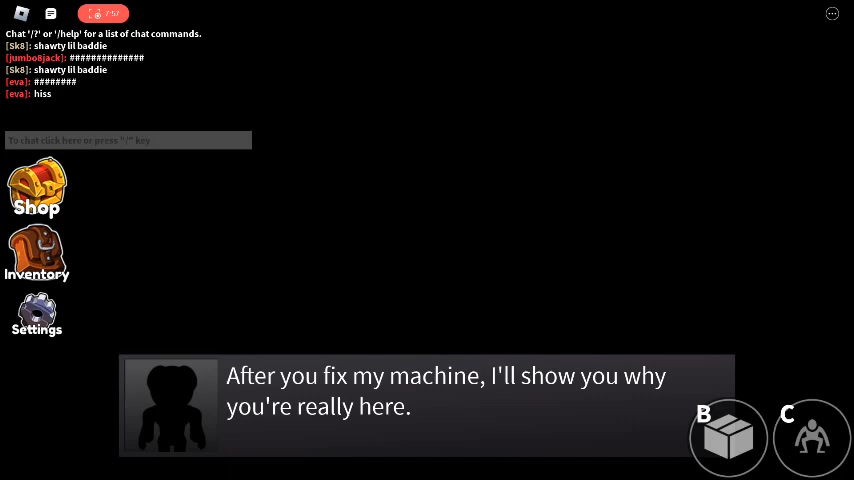 7:57
Chat '/?' or '/help' for a list of chat commands.
[Sk8]: shawty lil baddie
[jumbo8jack]: ##############
[Sk8]: shawty lil baddie
[eva]: ########
[eva]: hiss
To chat click here or press "/" key
Shop
Inventory
Settings
After you fix my machine, I'll show you why
you're really here.
B
C